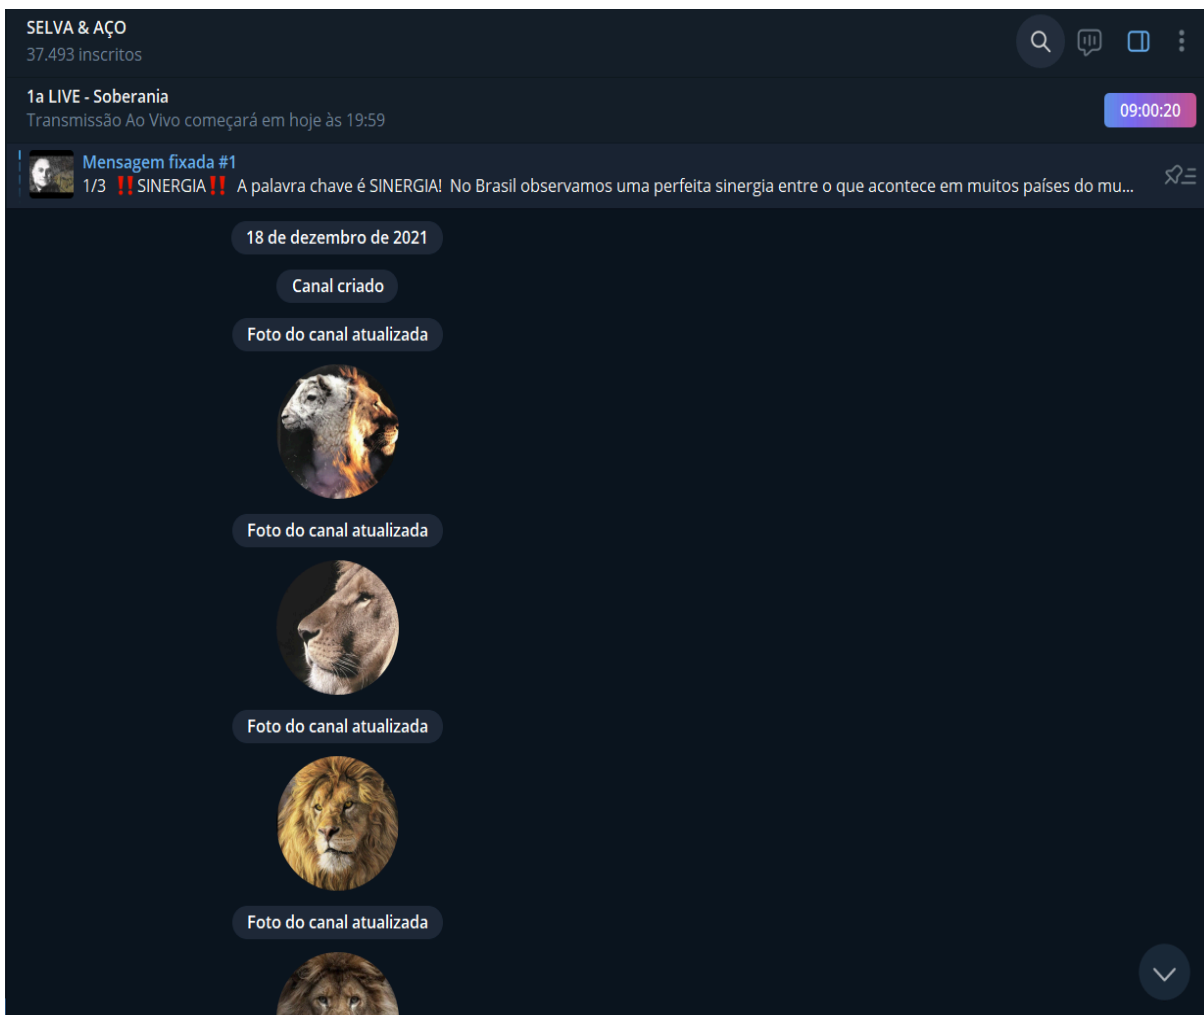 SELVA & AÇO
37.493 inscritos
1a LIVE - Soberania
Transmissão Ao Vivo começará em hoje às 19:59
09:00:20
Mensagem fixada #1
1/3 ‼️SINERGIA‼️ A palavra chave é SINERGIA! No Brasil observamos uma perfeita sinergia entre o que acontece em muitos países do mu...
18 de dezembro de 2021
Canal criado
Foto do canal atualizada
Foto do canal atualizada
Foto do canal atualizada
Foto do canal atualizada